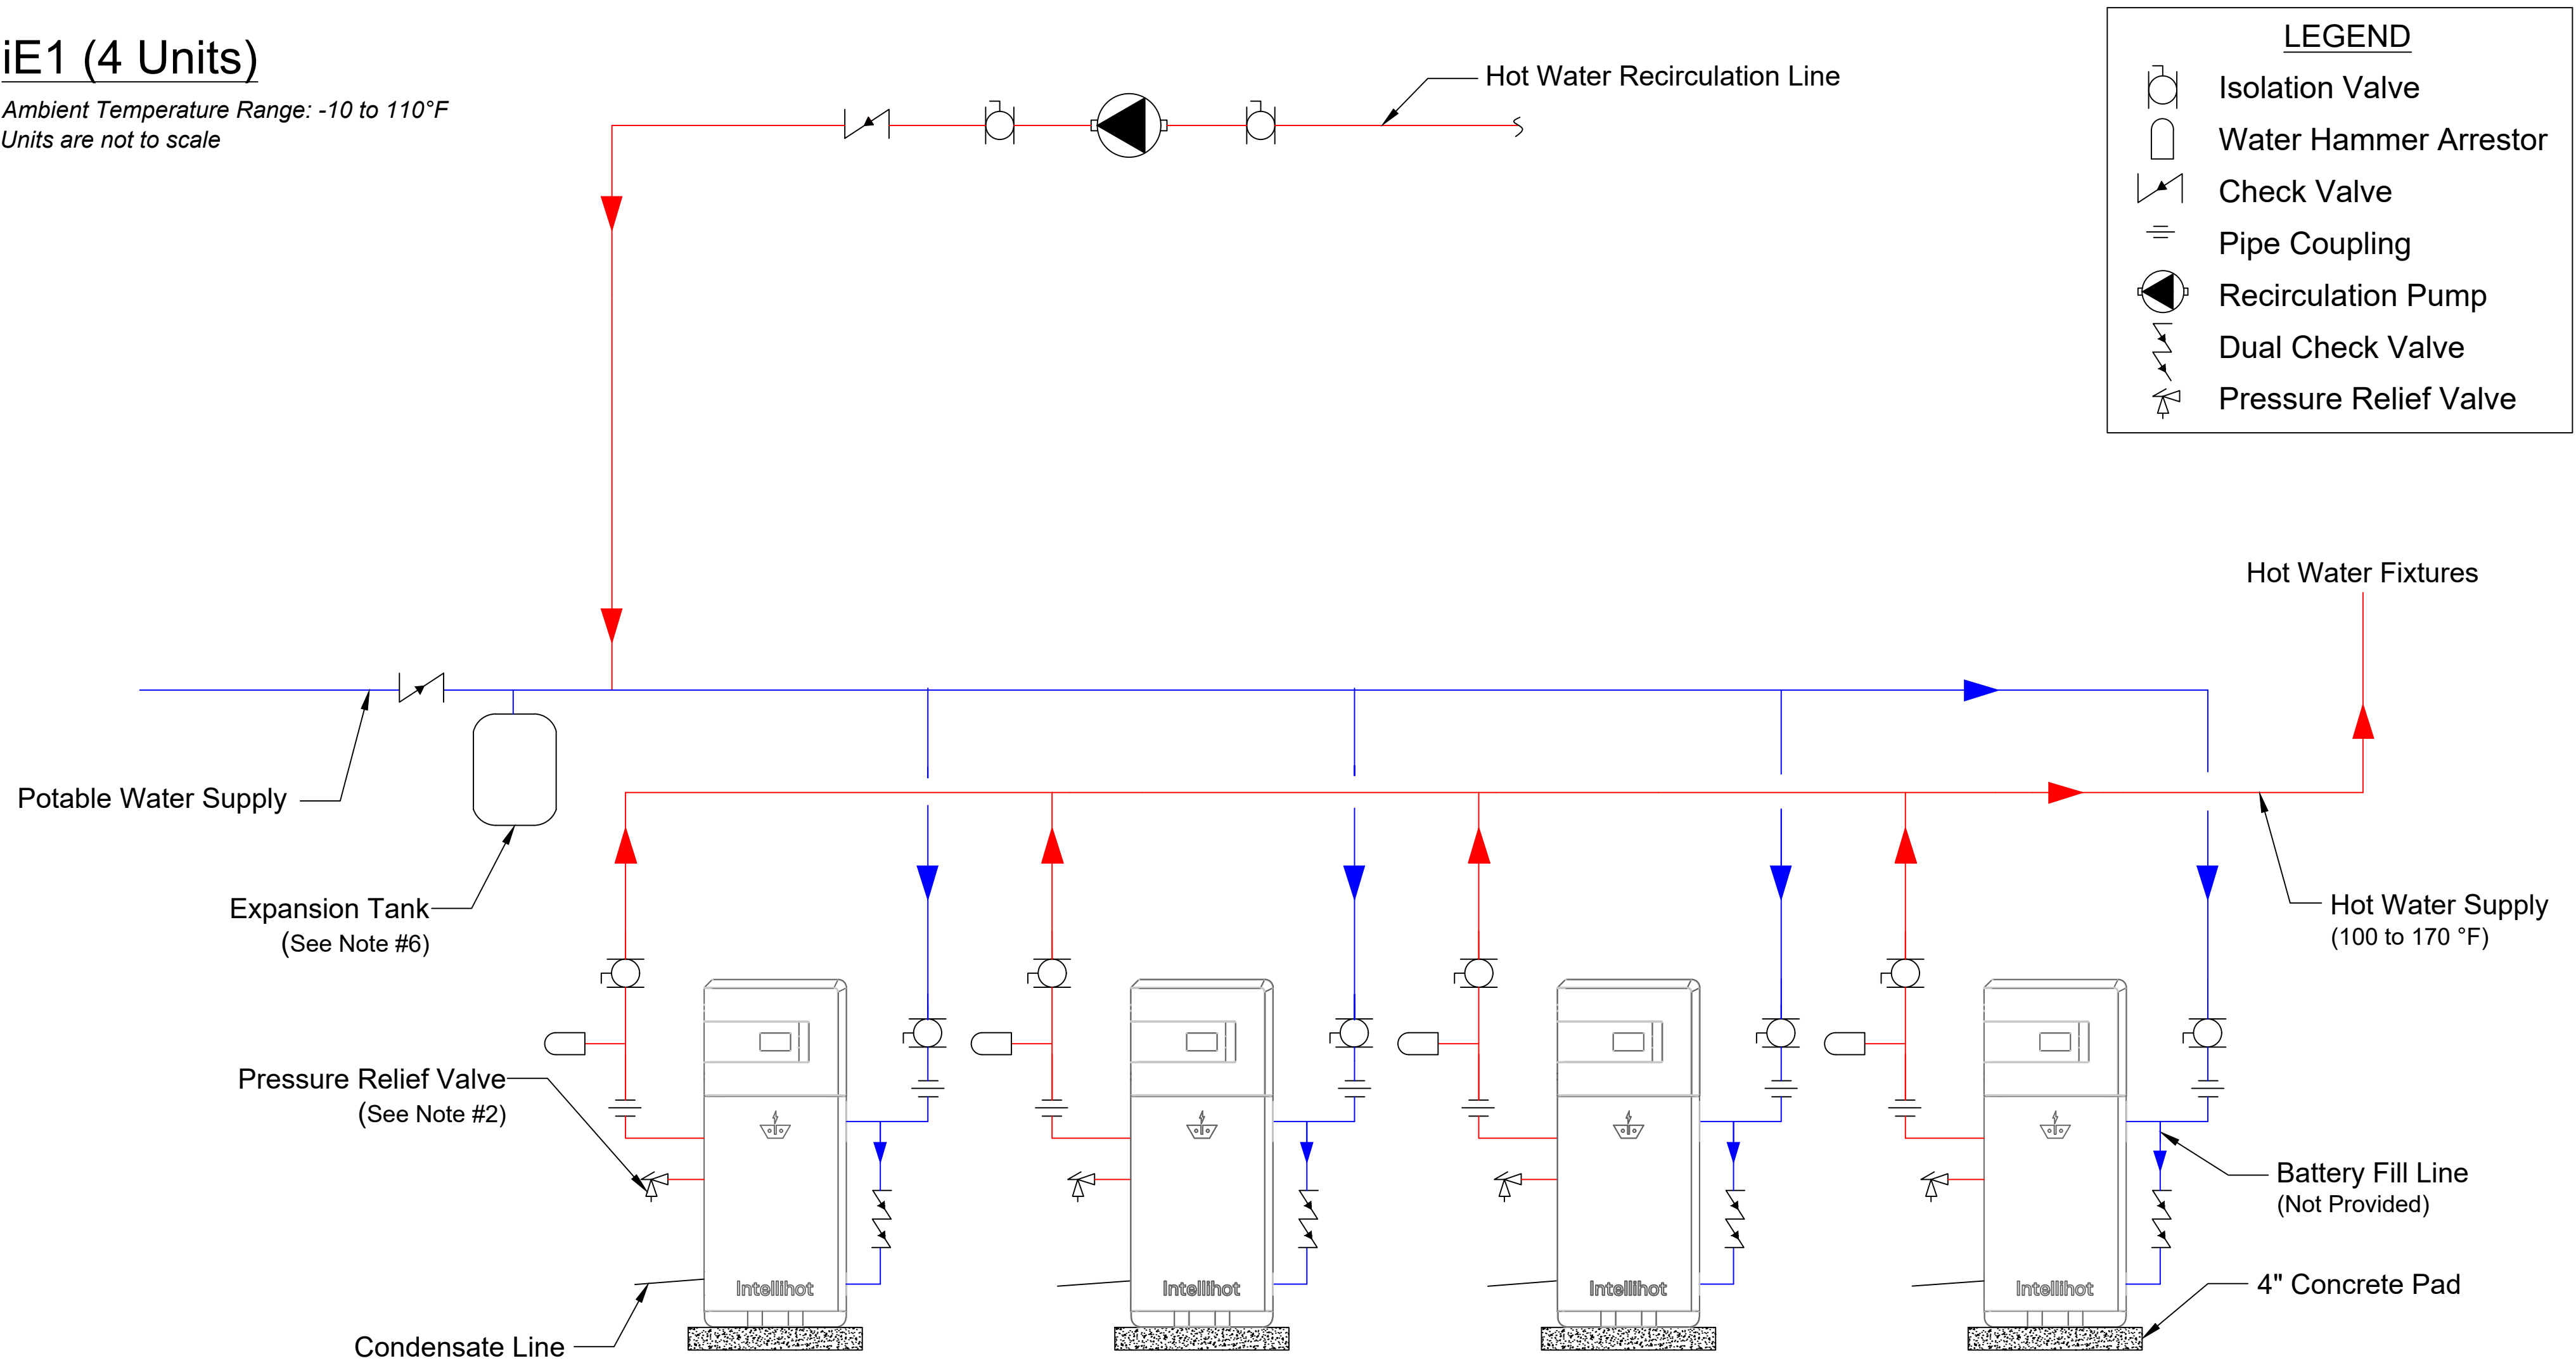 iE1 (4 Units)
Ambient Temperature Range: -10 to 110°F
Units are not to scale
Hot Water Recirculation Line
LEGEND
Isolation Valve
Water Hammer Arrestor
Check Valve
Pipe Coupling
Recirculation Pump
Dual Check Valve
Pressure Relief Valve
Hot Water Fixtures
Potable Water Supply
Expansion Tank
(See Note #6)
Hot Water Supply
(100 to 170 °F)
Pressure Relief Valve
(See Note #2)
Battery Fill Line
(Not Provided)
Intellihot
Intellihot
Intellihot
Intellihot
4" Concrete Pad
Condensate Line